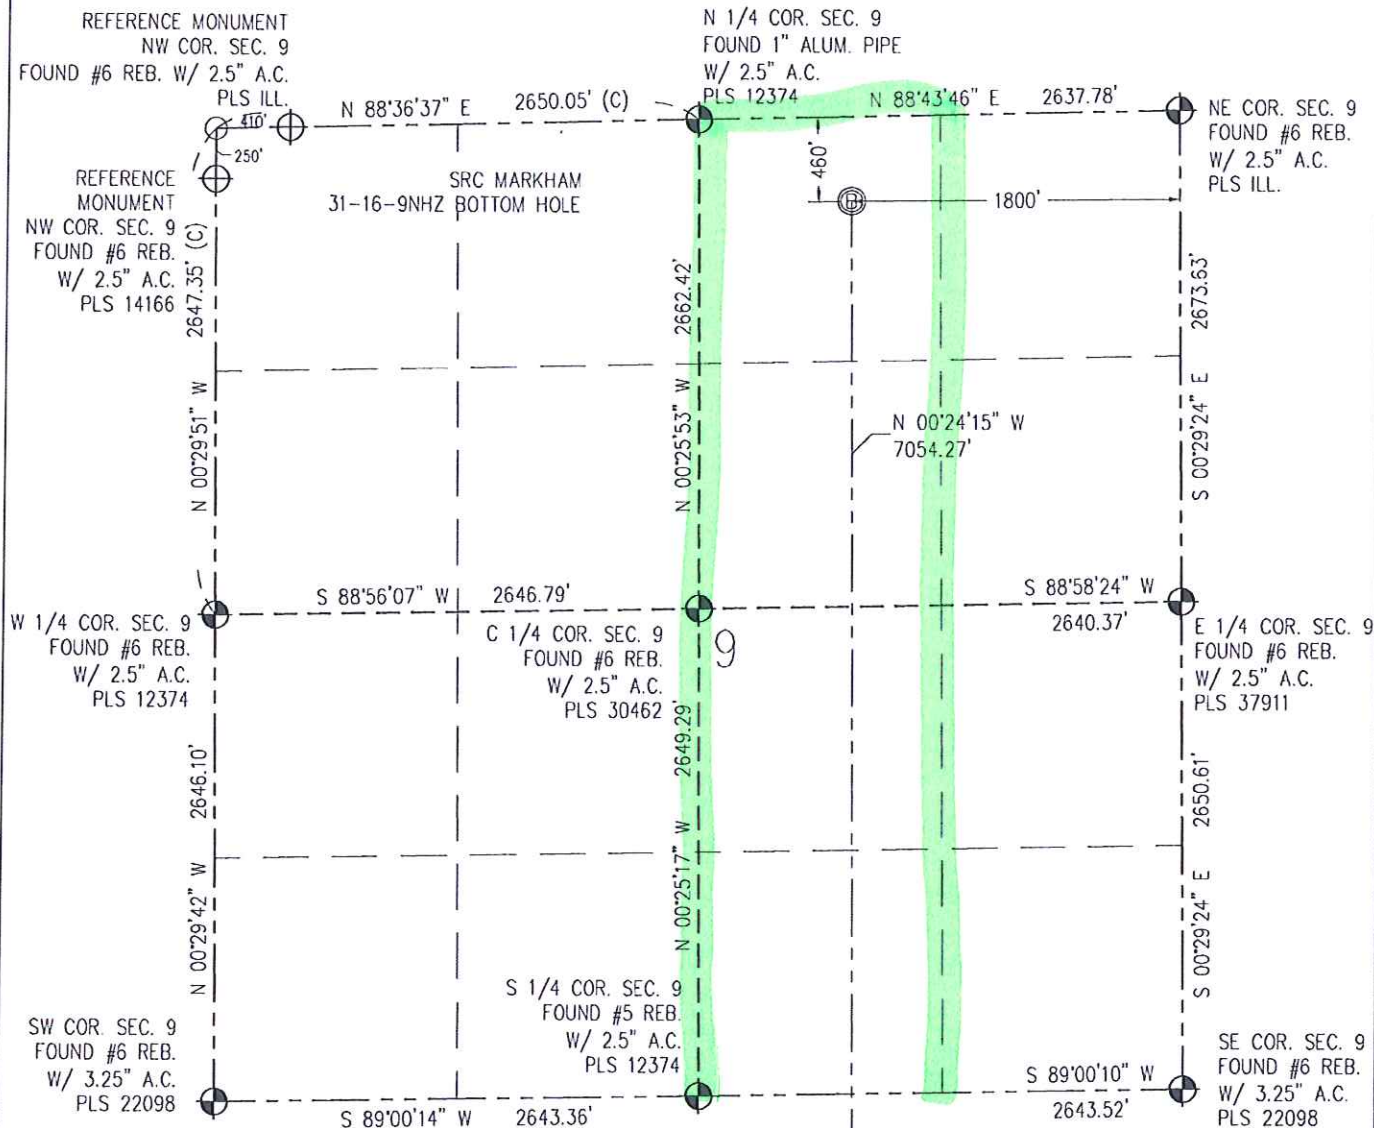 REFERENCE MONUMENT
NW COR. SEC. 9
FOUND #6 REB. W/ 2.5" A.C.
PLS ILL.
N 1/4 COR. SEC. 9
FOUND 1" ALUM. PIPE
W/ 2.5" A.C.
PLS 12374
N 88°36'37" E 2650.05' (C)
N 88°43'46" E 2637.78'
NE COR. SEC. 9
FOUND #6 REB.
W/ 2.5" A.C.
PLS ILL.
410'
250'
460'
1800'
REFERENCE
MONUMENT
NW COR. SEC. 9
FOUND #6 REB.
W/ 2.5" A.C.
PLS 14166
SRC MARKHAM
31-16-9NHZ BOTTOM HOLE
N 00°29'51" W 2647.35' (C)
N 00°25'53" W 2662.42'
N 00°24'15" W
7054.27'
S 00°29'24" E 2673.63'
S 88°56'07" W 2646.79'
S 88°58'24" W
2640.37'
W 1/4 COR. SEC. 9
FOUND #6 REB.
W/ 2.5" A.C.
PLS 12374
C 1/4 COR. SEC. 9
FOUND #6 REB.
W/ 2.5" A.C.
PLS 30462
9
E 1/4 COR. SEC. 9
FOUND #6 REB.
W/ 2.5" A.C.
PLS 37911
N 00°29'42" W 2646.10'
N 00°25'17" W 2649.29'
S 00°29'24" E 2650.61'
S 1/4 COR. SEC. 9
FOUND #5 REB.
W/ 2.5" A.C.
PLS 12374
SW COR. SEC. 9
FOUND #6 REB.
W/ 3.25" A.C.
PLS 22098
SE COR. SEC. 9
FOUND #6 REB.
W/ 3.25" A.C.
PLS 22098
S 89°00'14" W 2643.36'
S 89°00'10" W
2643.52'